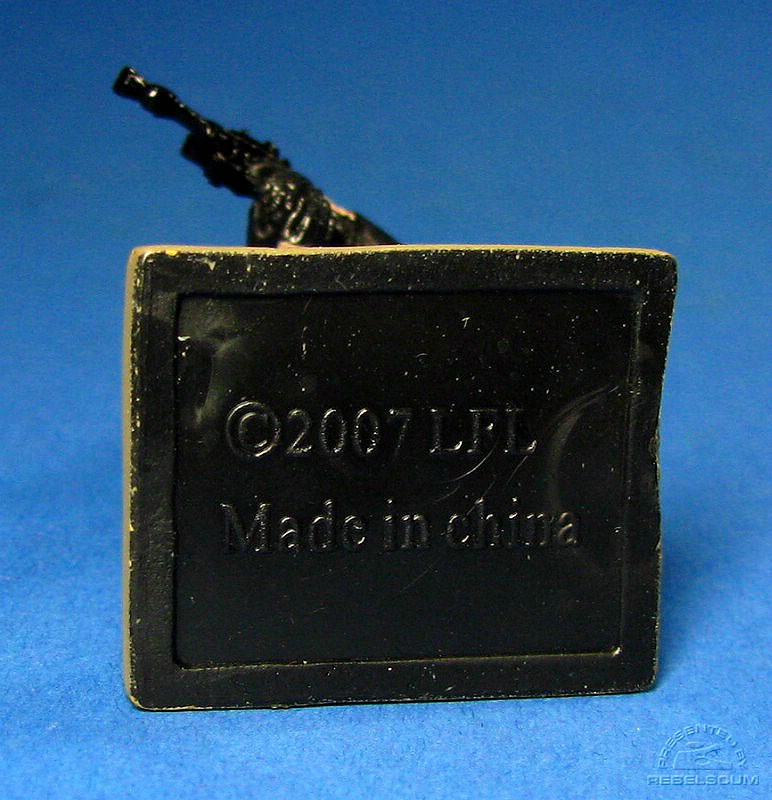 ©2007 LFL
Made in china
PRESENTED BY
REBELSCUM